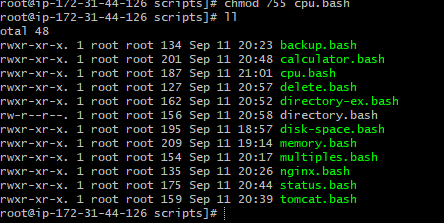 root@ip-172-31-44-126 scripts]# chmod 755 cpu.bash
root@ip-172-31-44-126 scripts]# ll
otal 48
rwxr-xr-x. 1 root root 134 Sep 11 20:23 backup.bash
rwxr-xr-x. 1 root root 201 Sep 11 20:48 calculator.bash
rwxr-xr-x. 1 root root 187 Sep 11 21:01 cpu.bash
rwxr-xr-x. 1 root root 127 Sep 11 20:57 delete.bash
rwxr-xr-x. 1 root root 162 Sep 11 20:52 directory-ex.bash
rw-r--r--. 1 root root 156 Sep 11 20:58 directory.bash
rwxr-xr-x. 1 root root 195 Sep 11 18:57 disk-space.bash
rwxr-xr-x. 1 root root 209 Sep 11 19:14 memory.bash
rwxr-xr-x. 1 root root 154 Sep 11 20:17 multiples.bash
rwxr-xr-x. 1 root root 135 Sep 11 20:26 nginx.bash
rwxr-xr-x. 1 root root 175 Sep 11 20:44 status.bash
rwxr-xr-x. 1 root root 159 Sep 11 20:39 tomcat.bash
root@ip-172-31-44-126 scripts]#